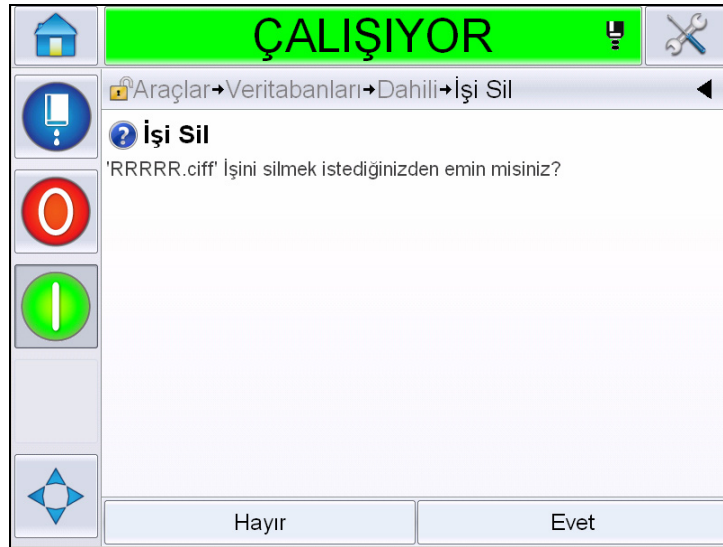 ÇALIŞIYOR
Araçlar→Veritabanları→Dahili→İşi Sil
İşi Sil
'RRRRR.ciff' İşini silmek istediğinizden emin misiniz?
Hayır
Evet